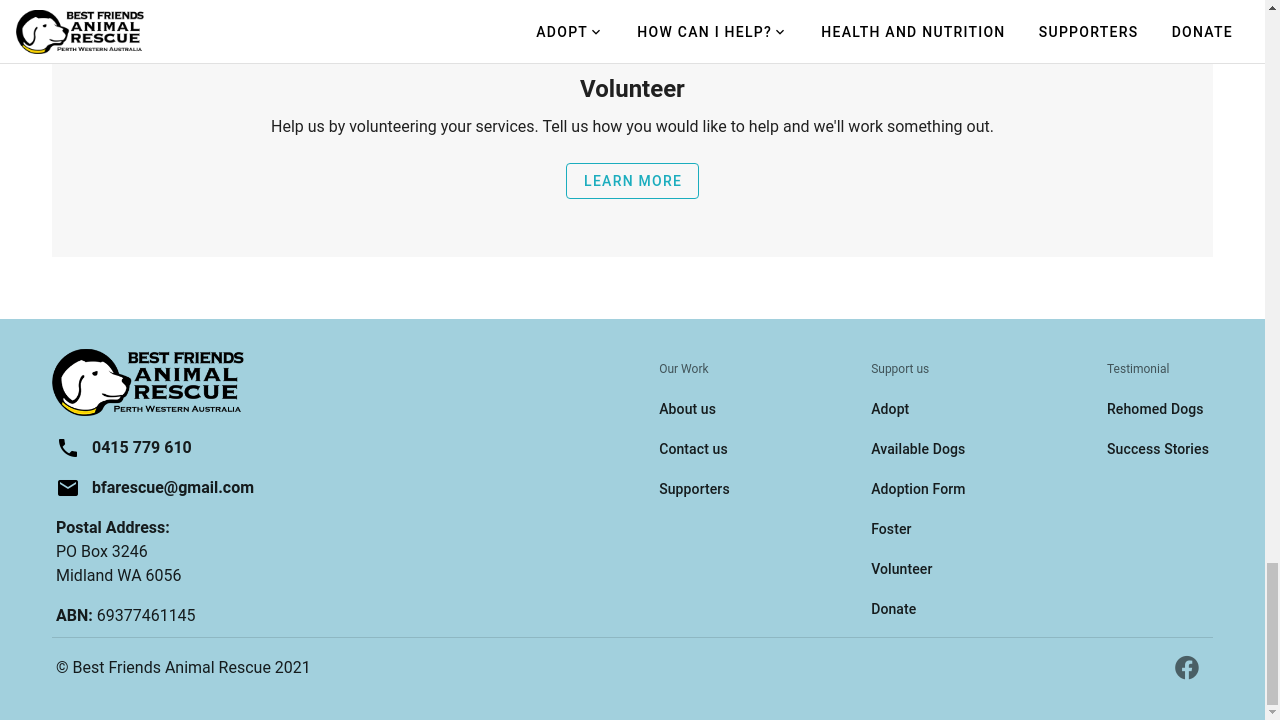 BEST FRIENDS
ANIMAL
RESCUE
PERTH WESTERN AUSTRALIA
ADOPT
HOW CAN I HELP?
HEALTH AND NUTRITION
SUPPORTERS
DONATE
Volunteer
Help us by volunteering your services. Tell us how you would like to help and we'll work something out.
LEARN MORE
BEST FRIENDS
ANIMAL
RESCUE
PERTH WESTERN AUSTRALIA
0415 779 610
bfarescue@gmail.com
Postal Address:
PO Box 3246
Midland WA 6056
ABN: 69377461145
Our Work
About us
Contact us
Supporters
Support us
Adopt
Available Dogs
Adoption Form
Foster
Volunteer
Donate
Testimonial
Rehomed Dogs
Success Stories
© Best Friends Animal Rescue 2021